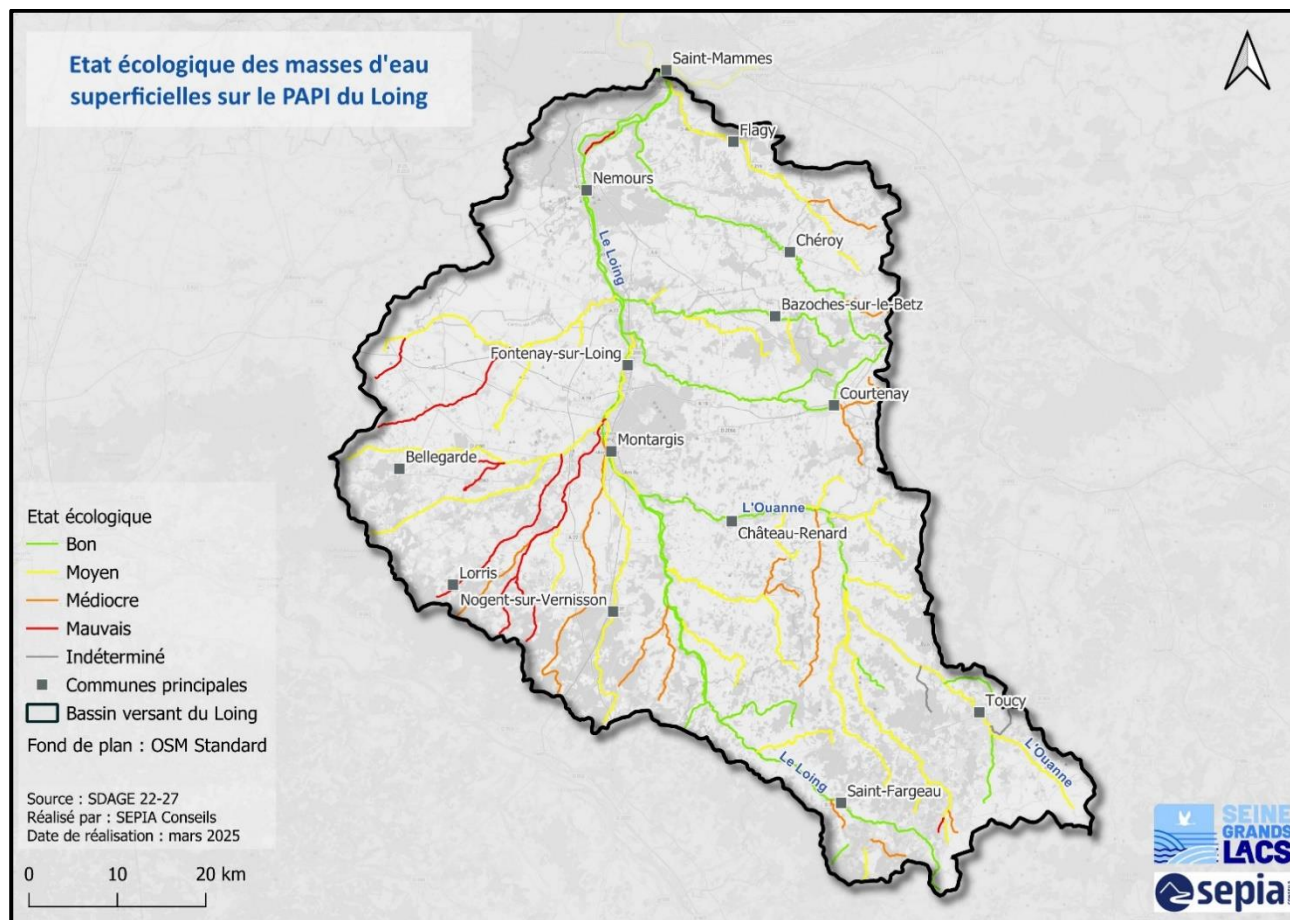 Etat écologique des masses d'eau
superficielles sur le PAPI du Loing
Saint-Mammes
Flagy
Nemours
Le Loing
Chéroy
Bazoches-sur-le-Betz
Fontenay-sur-Loing
Courtenay
Montargis
Bellegarde
L'Ouanne
Château-Renard
Lorris
Nogent-sur-Vernisson
Toucy
L'Ouanne
Le Loing
Saint-Fargeau
Etat écologique
Bon
Moyen
Médiocre
Mauvais
Indéterminé
Communes principales
Bassin versant du Loing
Fond de plan : OSM Standard
Source : SDAGE 22-27
Réalisé par : SEPIA Conseils
Date de réalisation : mars 2025
0 10 20 km
SEINE
GRANDS
LACS
sepia